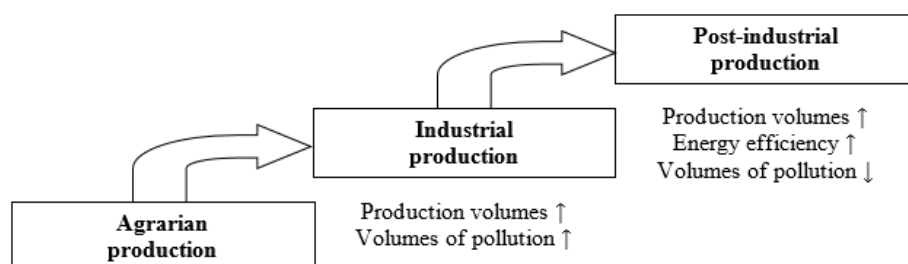 Post-industrial
production
Production volumes ↑
Energy efficiency ↑
Volumes of pollution ↓
Industrial
production
Production volumes ↑
Volumes of pollution ↑
Agrarian
production